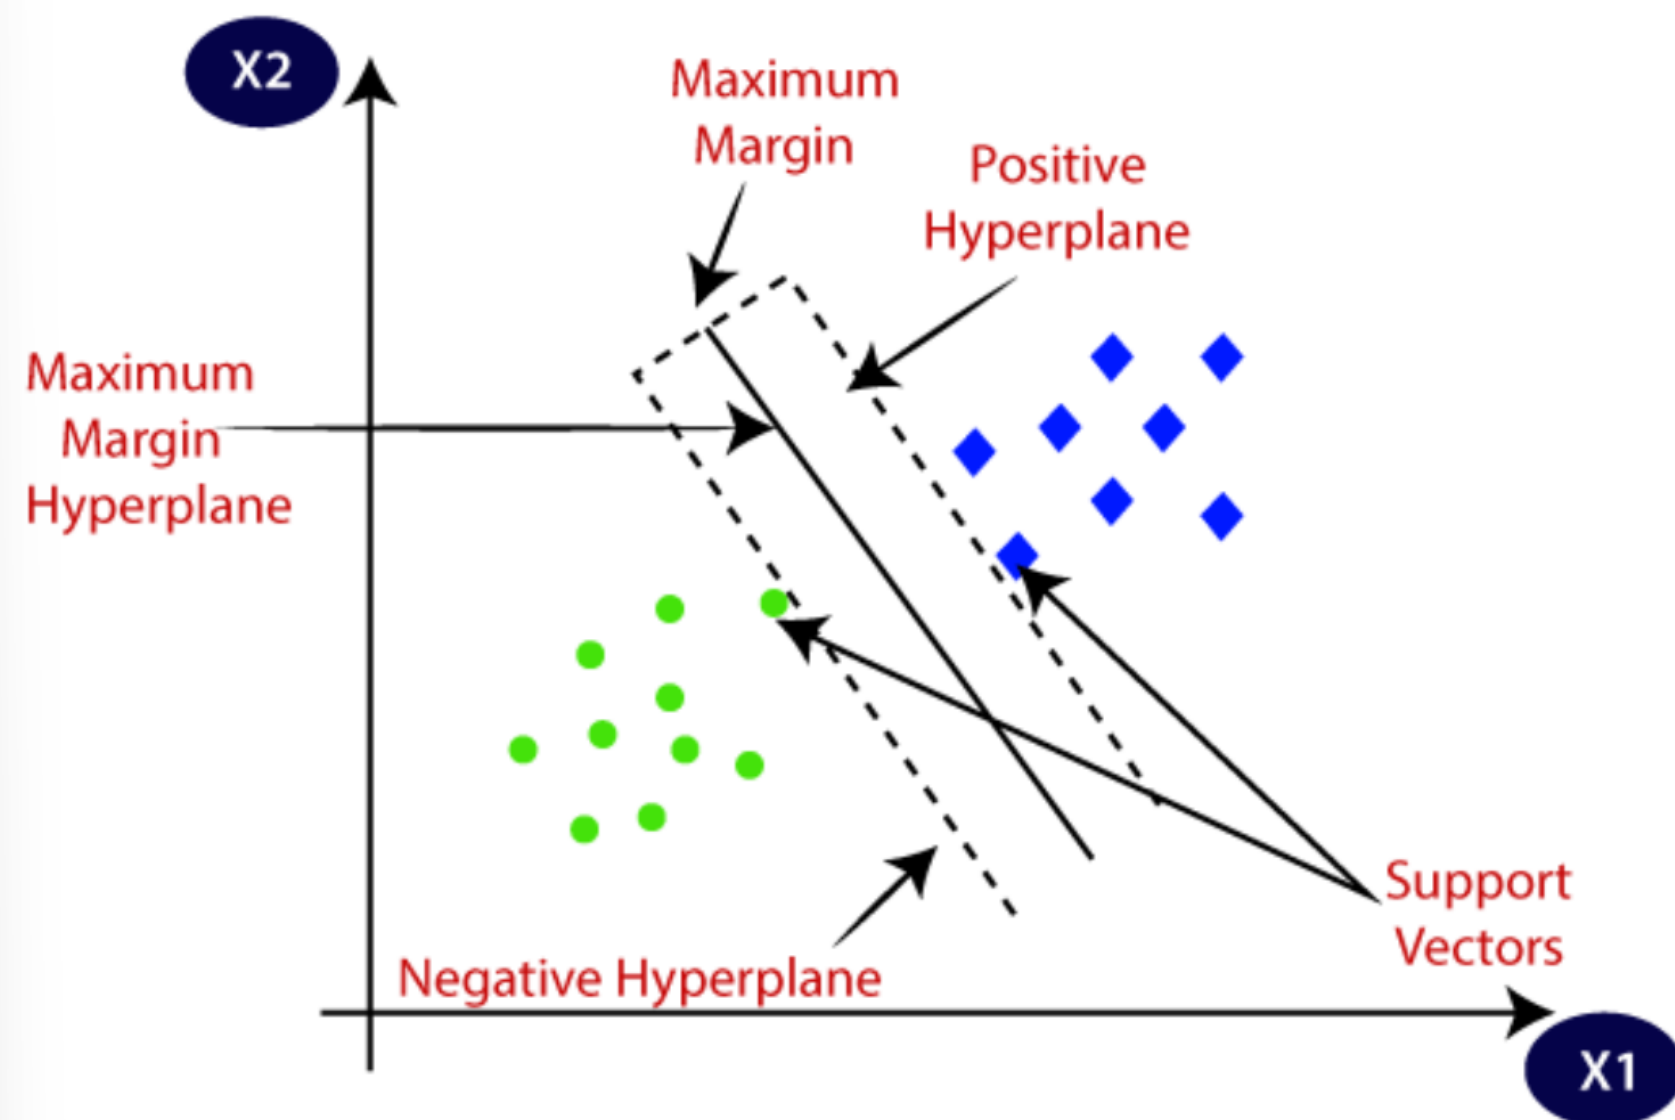 X2
Maximum
Margin
Positive
Hyperplane
Maximum
Margin
Hyperplane
Support
Vectors
Negative Hyperplane
X1